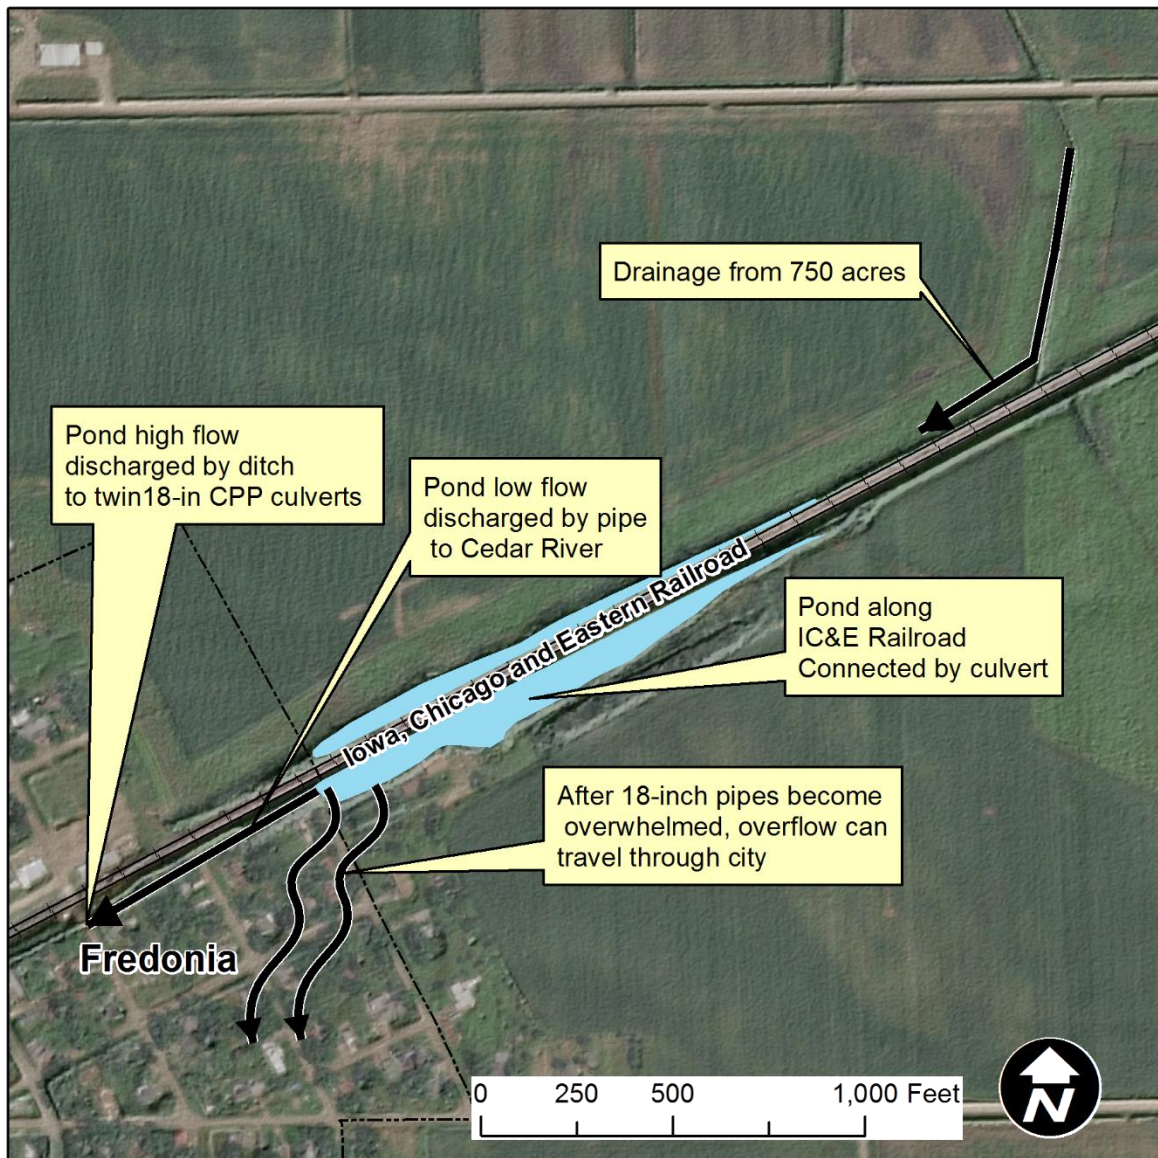 Drainage from 750 acres
Pond high flow
discharged by ditch
to twin18-in CPP culverts
Pond low flow
discharged by pipe
to Cedar River
Iowa, Chicago and Eastern Railroad
Pond along
IC&E Railroad
Connected by culvert
After 18-inch pipes become
overwhelmed, overflow can
travel through city
Fredonia
0 250 500 1,000 Feet
N